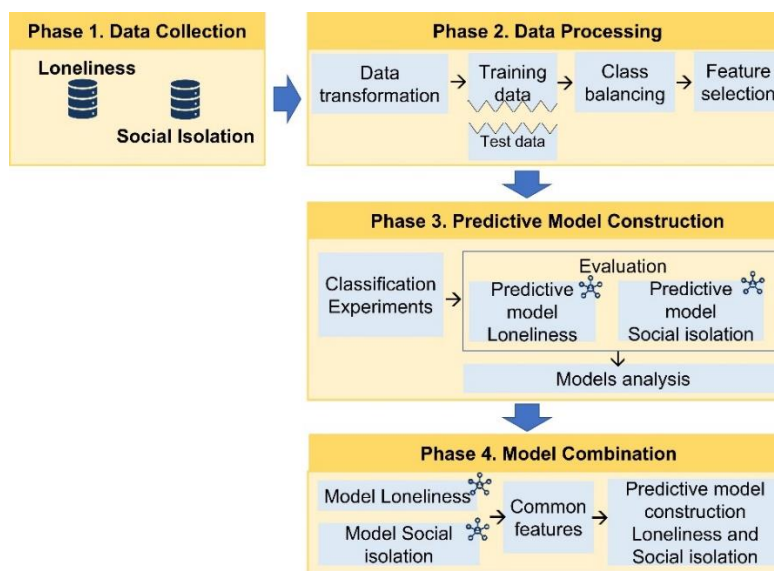 Phase 1. Data Collection
Loneliness
Social Isolation
Phase 2. Data Processing
Data
transformation
Training
data
Test data
Class
balancing
Feature
selection
Phase 3. Predictive Model Construction
Classification
Experiments
Evaluation
Predictive
model
Loneliness
Predictive
model
Social isolation
Models analysis
Phase 4. Model Combination
Model Loneliness
Model Social
isolation
Common
features
Predictive model
construction
Loneliness and
Social isolation